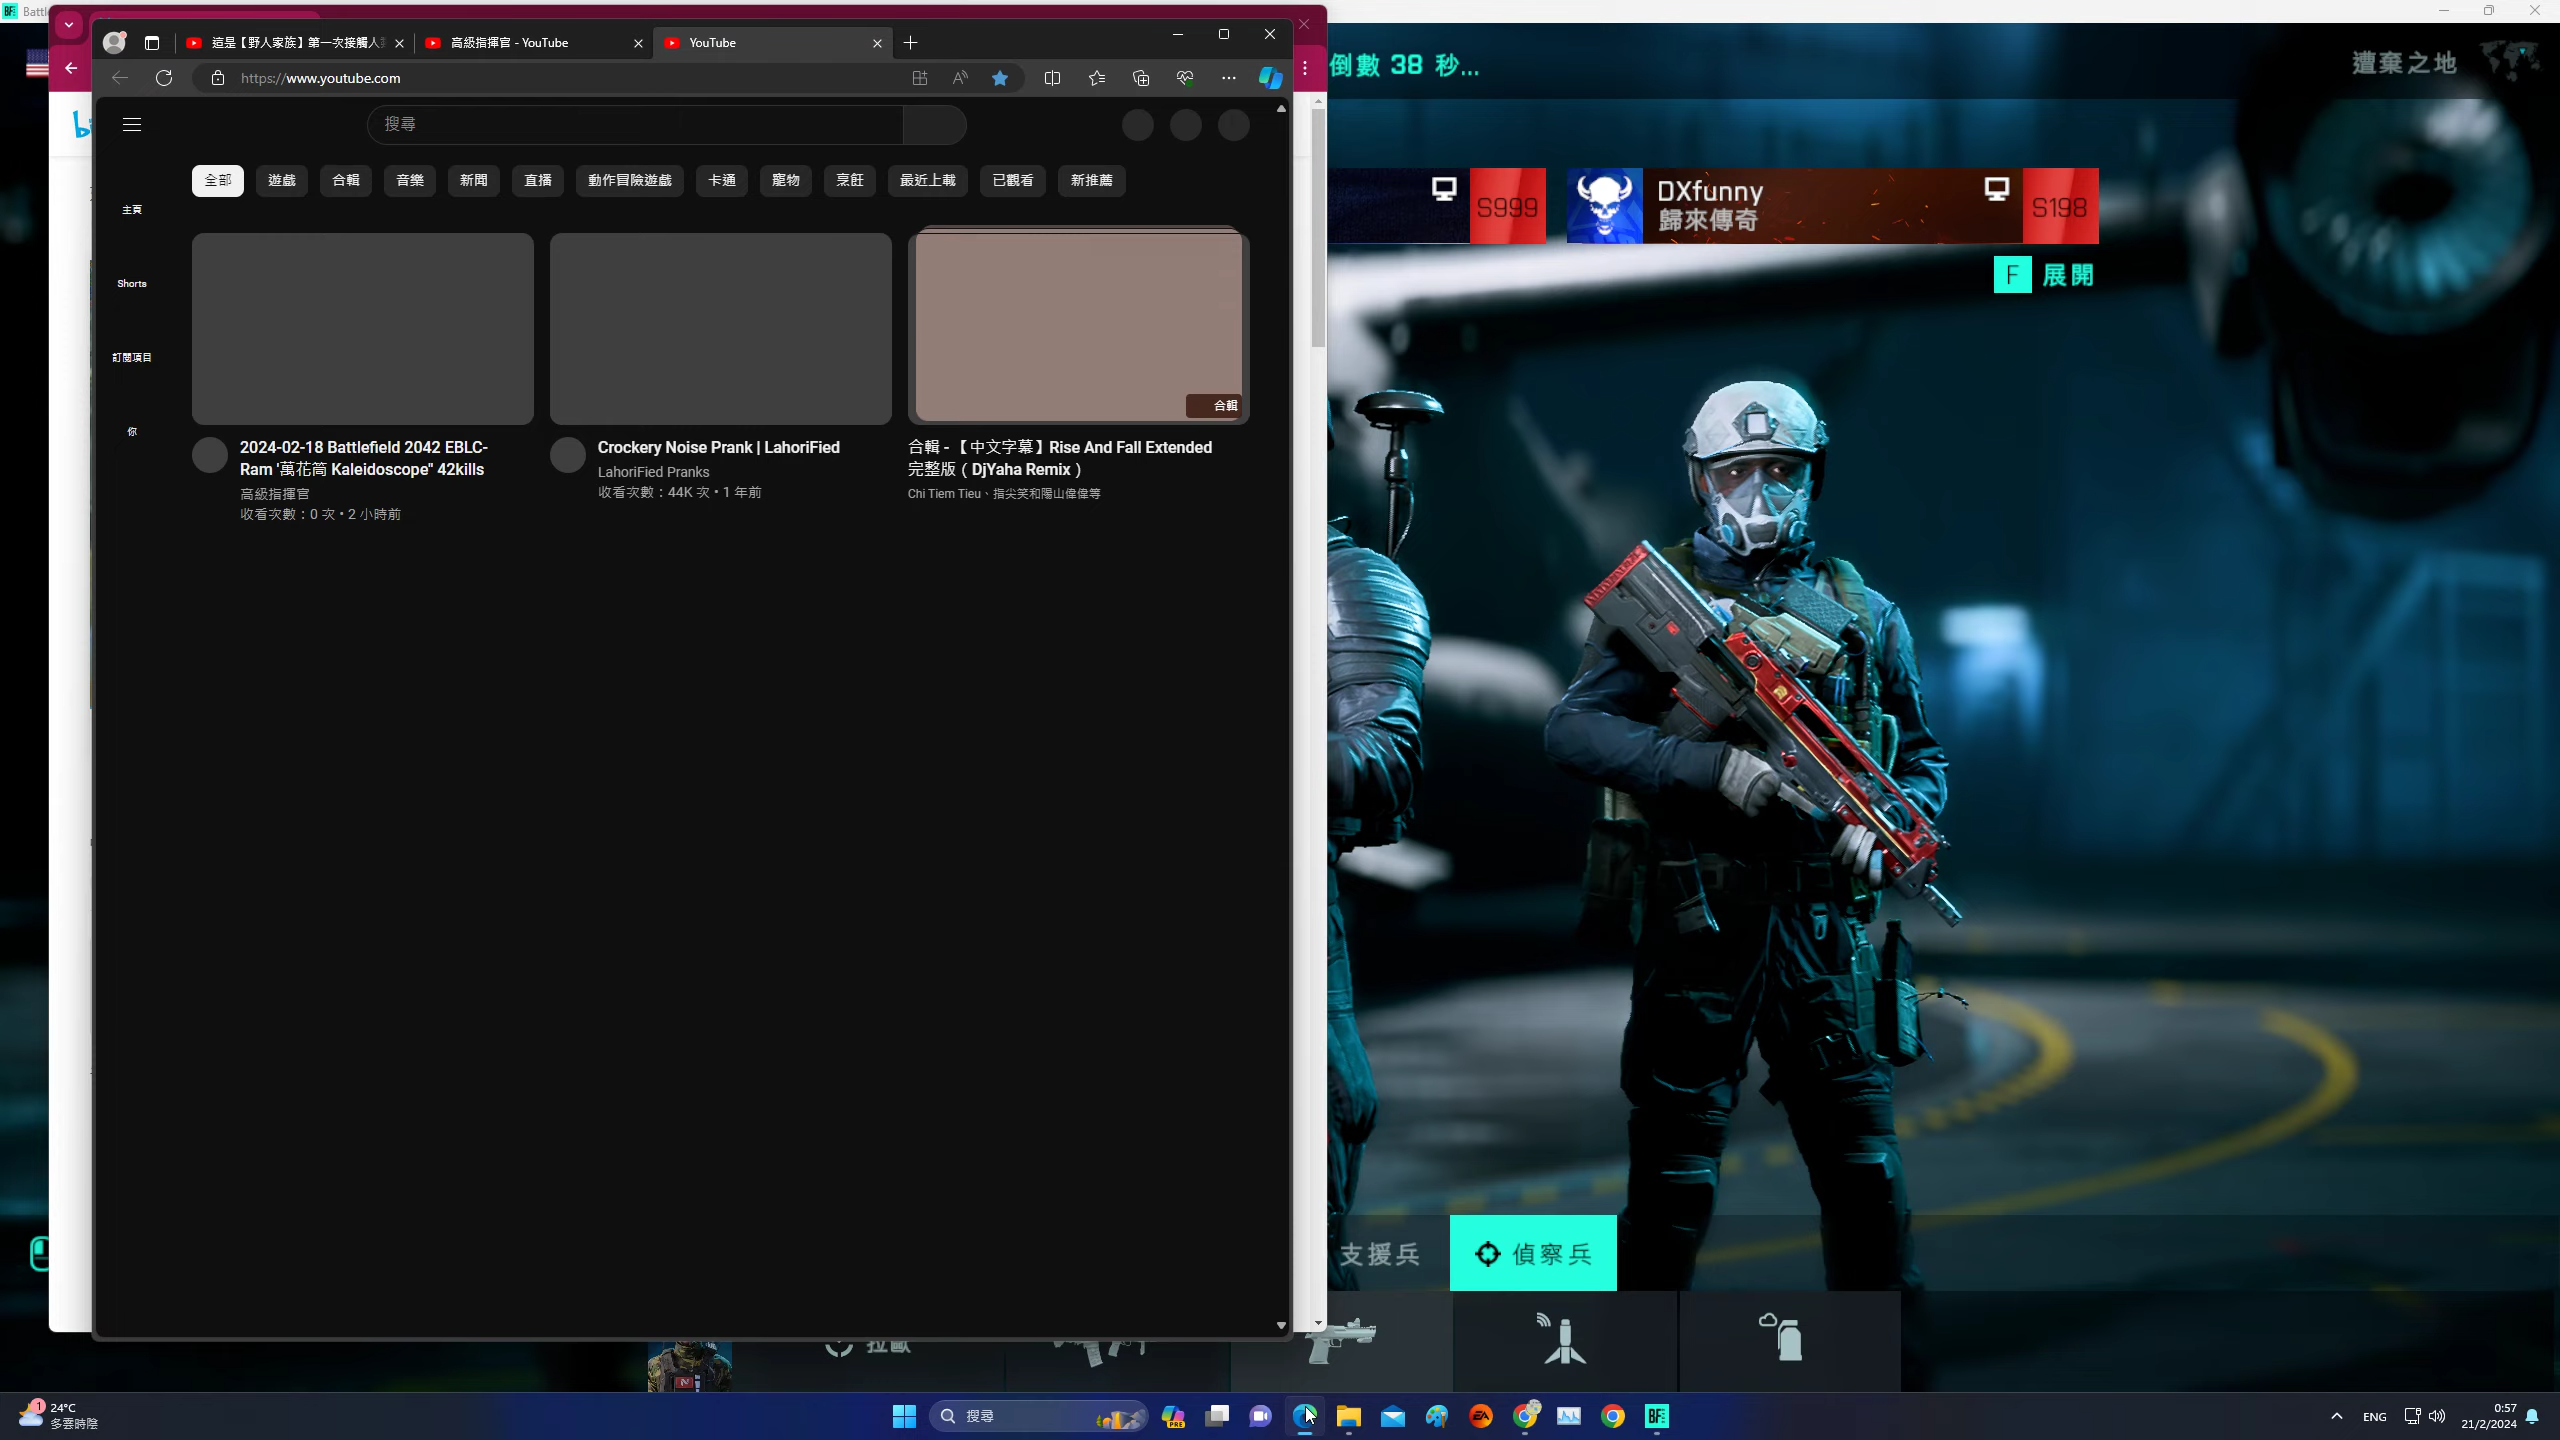 BF
Battl
這是【野人家族】第一次接觸人
高級指揮官 - YouTube
YouTube
https://www.youtube.com
搜尋
全部
遊戲
合輯
音樂
新聞
直播
動作冒險遊戲
卡通
寵物
烹飪
最近上載
已觀看
新推薦
主頁
Shorts
訂閱項目
你
合輯
2024-02-18 Battlefield 2042 EBLC-
Ram '萬花筒 Kaleidoscope" 42kills
高級指揮官
收看次數：0 次 • 2 小時前
Crockery Noise Prank | LahoriFied
LahoriFied Pranks
收看次數：44K 次 • 1 年前
合輯 - 【中文字幕】Rise And Fall Extended
完整版（DjYaha Remix）
Chi Tiem Tieu、指尖笑和陽山偉偉等
倒數 38 秒...
遭棄之地
S999
DXfunny
歸來傳奇
S198
F 展開
支援兵
偵察兵
拉歐
1
24°C
多雲時陰
搜尋
PRE
EA
BF
ENG
0:57
21/2/2024